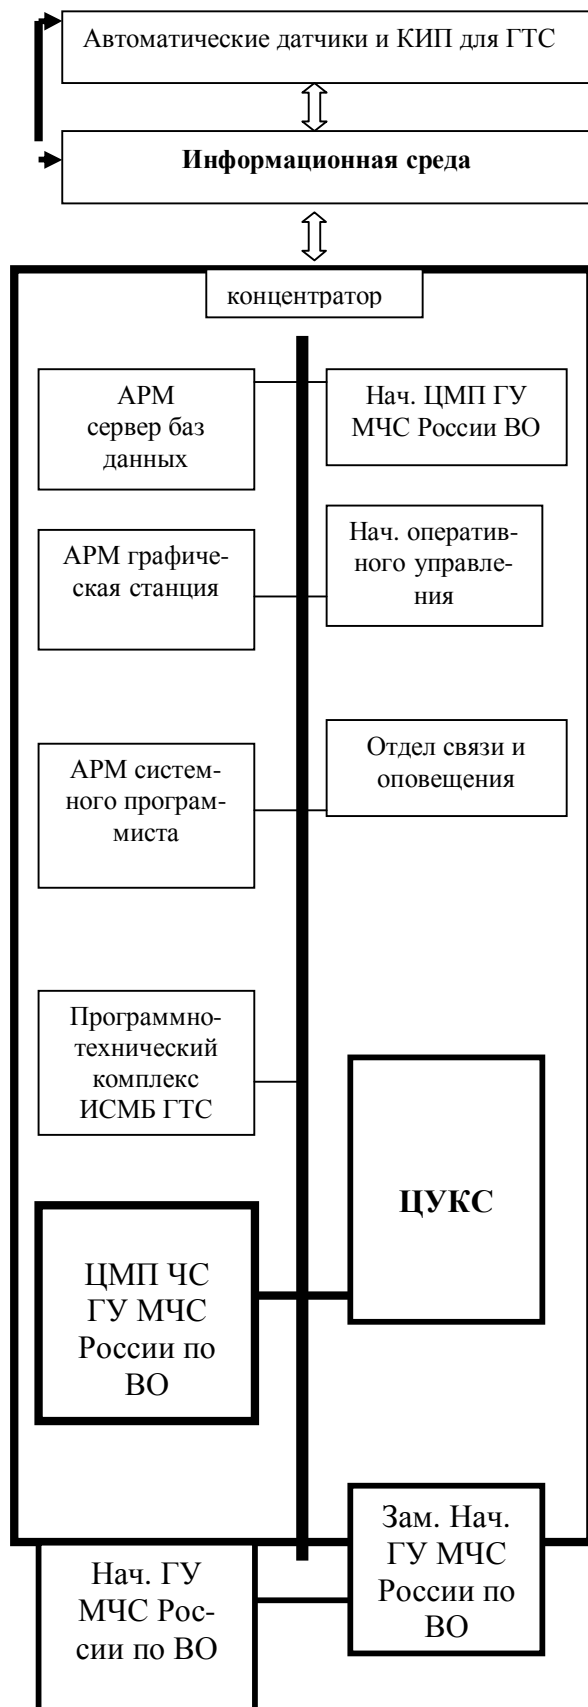 Автоматические датчики и КИП для ГТС
Информационная среда
концентратор
АРМ
сервер баз
данных
Нач. ЦМП ГУ
МЧС России ВО
АРМ графиче-
ская станция
Нач. оператив-
ного управле-
ния
АРМ систем-
ного програм-
миста
Отдел связи и
оповещения
Программно-
технический
комплекс
ИСМБ ГТС
ЦУКС
ЦМП ЧС
ГУ МЧС
России по
ВО
Зам. Нач.
ГУ МЧС
России по
ВО
Нач. ГУ
МЧС Рос-
сии по ВО